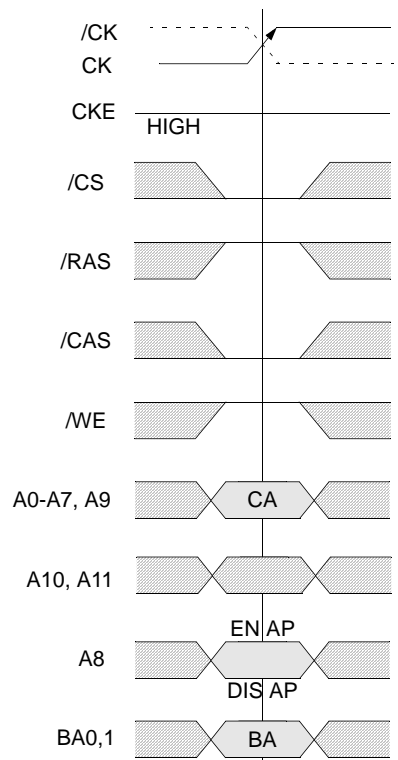 /CK
CK
CKE
HIGH
/CS
/RAS
/CAS
/WE
A0-A7, A9
CA
A10, A11
EN AP
A8
DIS AP
BA0,1
BA